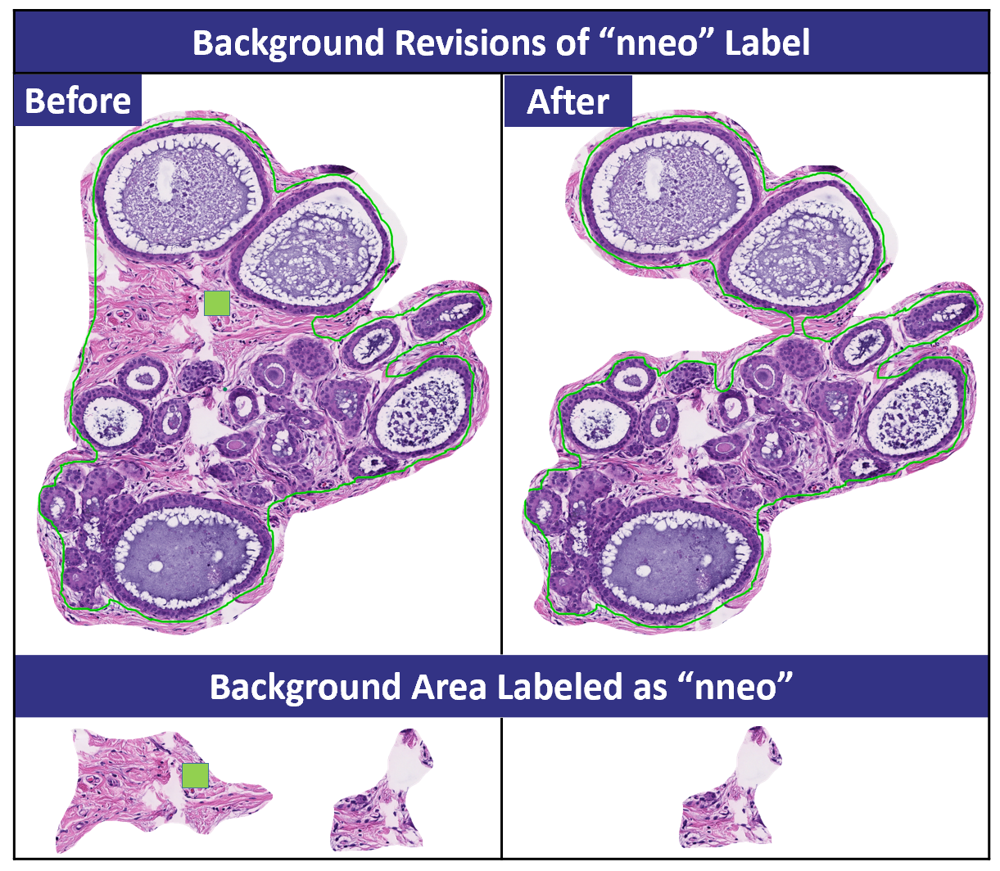 Background Revisions of “nneo” Label
Before
After
Background Area Labeled as “nneo”